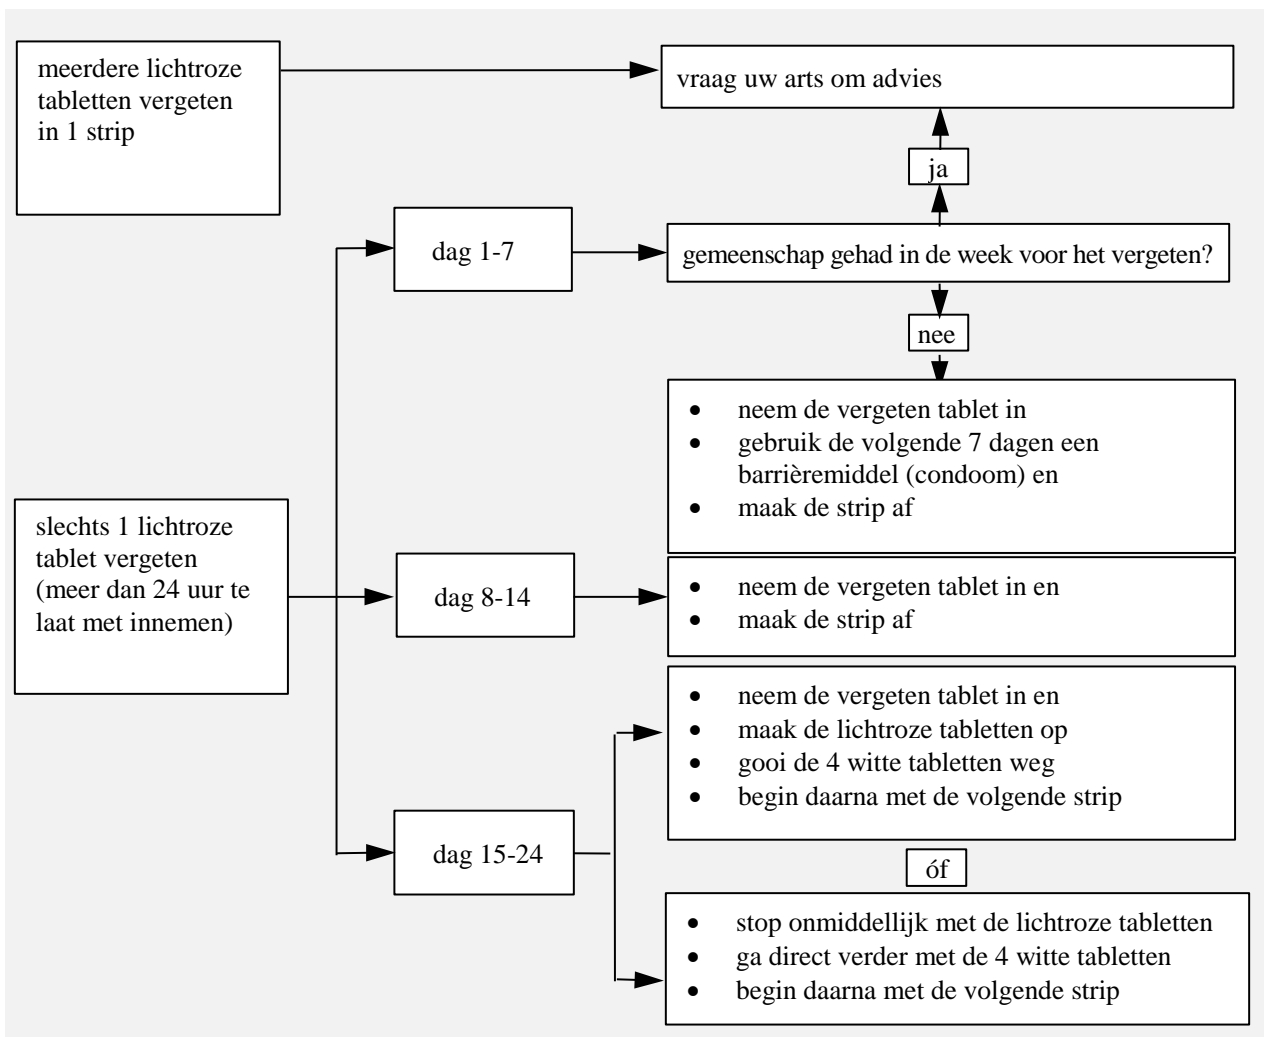 meerdere lichtroze
tabletten vergeten
in 1 strip
vraag uw arts om advies
ja
dag 1-7
gemeenschap gehad in de week voor het vergeten?
nee
• neem de vergeten tablet in
• gebruik de volgende 7 dagen een
barrièremiddel (condoom) en
• maak de strip af
slechts 1 lichtroze
tablet vergeten
(meer dan 24 uur te
laat met innemen)
dag 8-14
• neem de vergeten tablet in en
• maak de strip af
dag 15-24
• neem de vergeten tablet in en
• maak de lichtroze tabletten op
• gooi de 4 witte tabletten weg
• begin daarna met de volgende strip
óf
• stop onmiddellijk met de lichtroze tabletten
• ga direct verder met de 4 witte tabletten
• begin daarna met de volgende strip